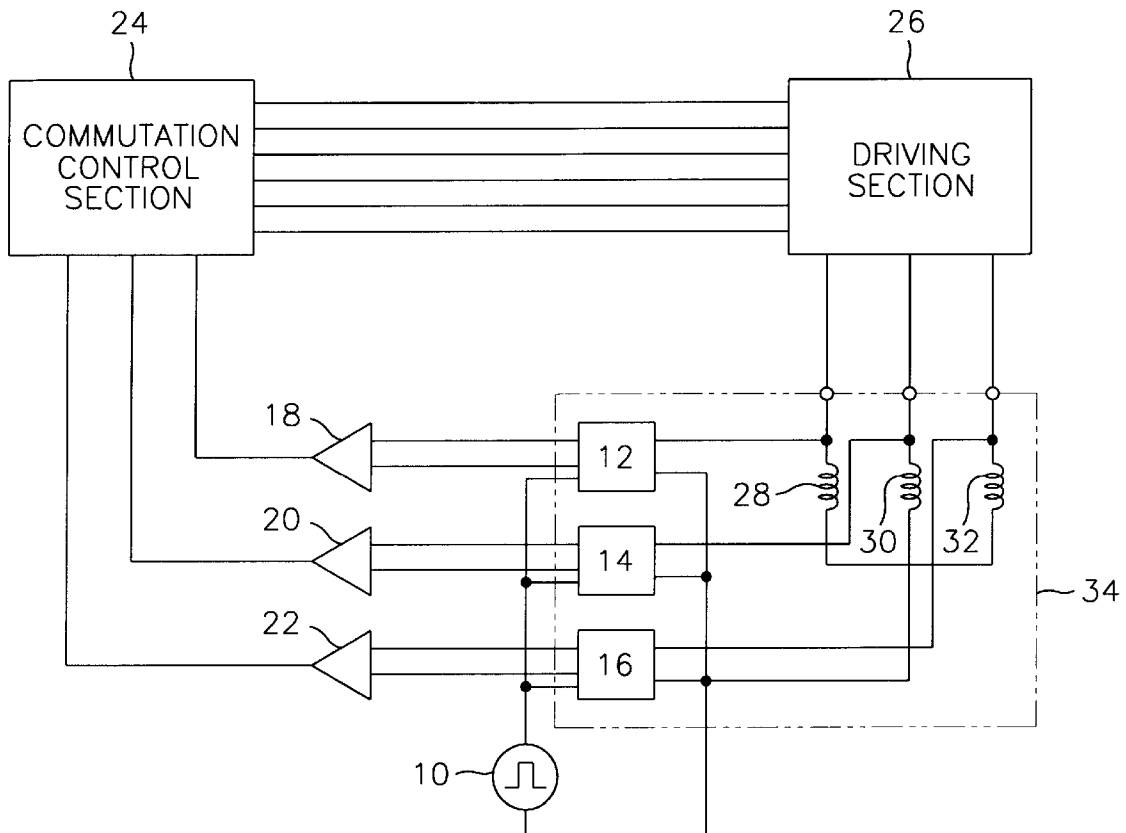 24
26
COMMUTATION
CONTROL
SECTION
DRIVING
SECTION
18
12
28
30
32
20
14
34
22
16
10